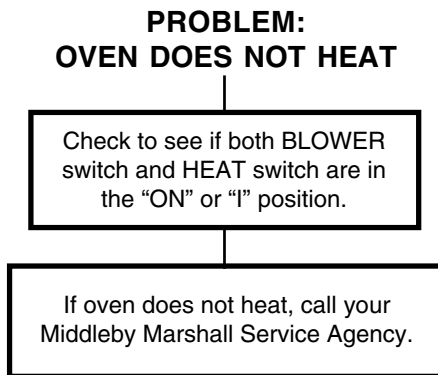 PROBLEM:
OVEN DOES NOT HEAT
Check to see if both BLOWER
switch and HEAT switch are in
the “ON” or “I” position.
If oven does not heat, call your
Middleby Marshall Service Agency.